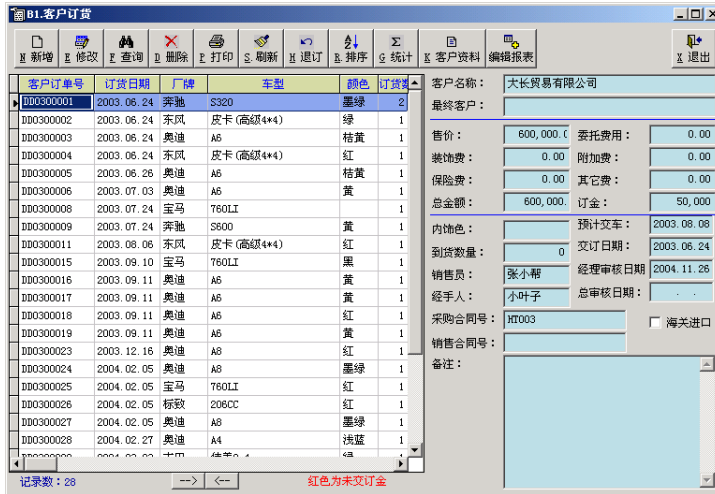 B1.客户订货
N 新增 E 修改 F 查询 D 删除 P 打印 S.刷新 H 退订 R.排序 G 统计 K 客户资料 编辑报表 X 退出
客户订单号 订货日期 厂牌 车型 颜色 订货数
DD0300001 2003.06.24 奔驰 S320 墨绿 2
DD0300002 2003.06.24 东风 皮卡(高级4*4) 绿 1
DD0300003 2003.06.24 奥迪 A6 桔黄 1
DD0300004 2003.06.24 东风 皮卡(高级4*4) 红 1
DD0300005 2003.06.26 奥迪 A6 桔黄 1
DD0300006 2003.07.03 奥迪 A6 黄 1
DD0300008 2003.07.24 宝马 760LI 1
DD0300009 2003.07.24 奔驰 S600 黄 1
DD0300011 2003.08.06 东风 皮卡(高级4*4) 红 1
DD0300015 2003.09.10 宝马 760LI 黑 1
DD0300016 2003.09.11 奥迪 A6 黄 1
DD0300017 2003.09.11 奥迪 A6 黄 1
DD0300018 2003.09.11 奥迪 A6 红 1
DD0300019 2003.09.11 奥迪 A6 黄 1
DD0300023 2003.12.16 奥迪 A8 红 1
DD0300024 2004.02.05 奥迪 A8 墨绿 1
DD0300025 2004.02.05 宝马 760LI 红 1
DD0300026 2004.02.05 标致 206CC 红 1
DD0300027 2004.02.05 奥迪 A8 墨绿 1
DD0300028 2004.02.27 奥迪 A4 浅蓝 1
记录数：28 --> <-- 红色为未交订金
客户名称： 大长贸易有限公司
最终客户：
售价： 600,000.( 委托费用： 0.00
装饰费： 0.00 附加费： 0.00
保险费： 0.00 其它费： 0.00
总金额： 600,000. 订金： 50,000
内饰色： 预计交车： 2003.08.08
到货数量： 0 交订日期： 2003.06.24
销售员： 张小帮 经理审核日期 2004.11.26
经手人： 小叶子 总审核日期： . .
采购合同号： HT003 海关进口
销售合同号：
备注：